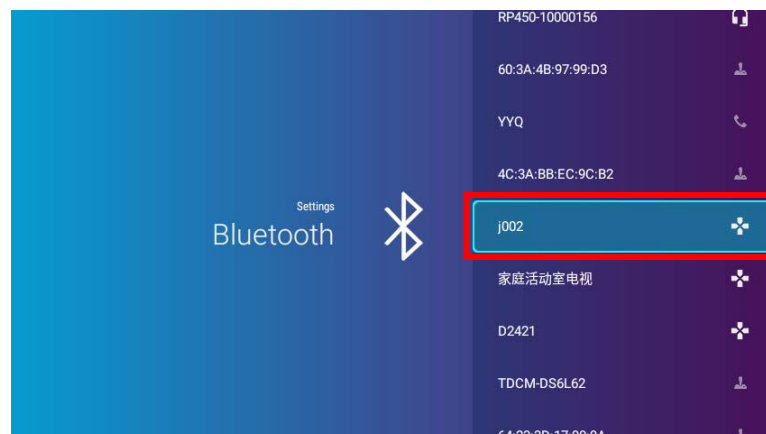 RP450-10000156
60:3A:4B:97:99:D3
YYQ
4C:3A:BB:EC:9C:B2
Settings
Bluetooth
j002
家庭活动室电视
D2421
TDCM-DS6L62